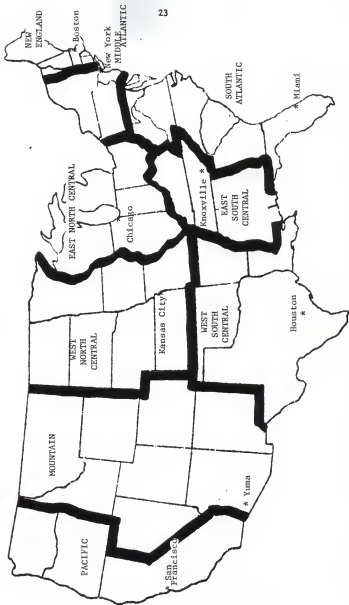 23
NEW
ENGLAND
* Boston
New York
MIDDLE
ATLANTIC
EAST NORTH CENTRAL
Chicago
SOUTH
ATLANTIC
* Miami
Knoxville *
EAST
SOUTH
CENTRAL
WEST
NORTH
CENTRAL
Kansas City
WEST
SOUTH
CENTRAL
Houston
*
MOUNTAIN
PACIFIC
* San
Francisco
* Yuma